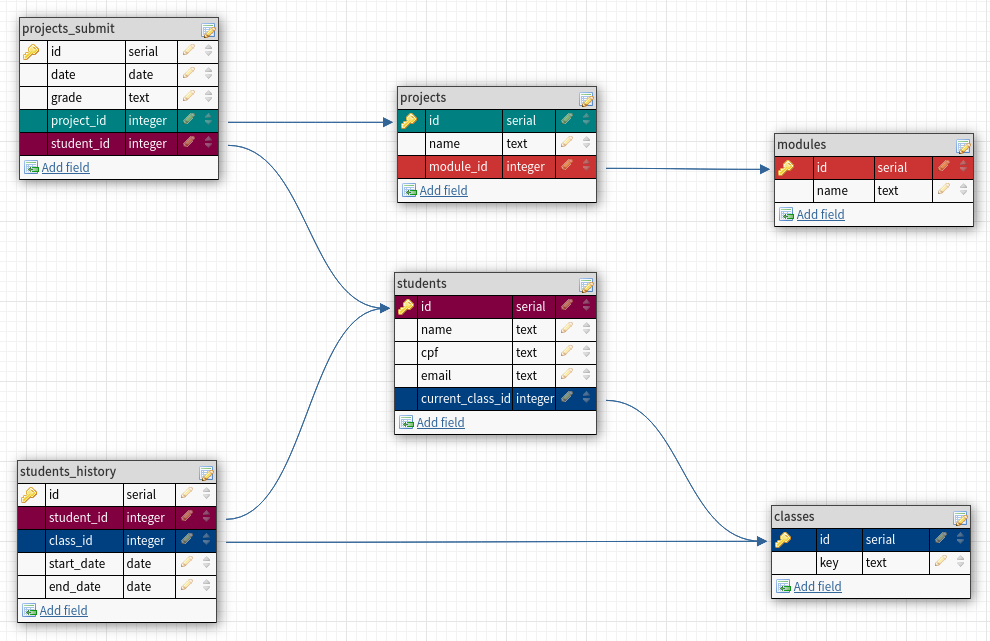 projects_submit
id serial
date date
grade text
project_id integer
student_id integer
Add field
projects
id serial
name text
module_id integer
Add field
modules
id serial
name text
Add field
students
id serial
name text
cpf text
email text
current_class_id integer
Add field
students_history
id serial
student_id integer
class_id integer
start_date date
end_date date
Add field
classes
id serial
key text
Add field